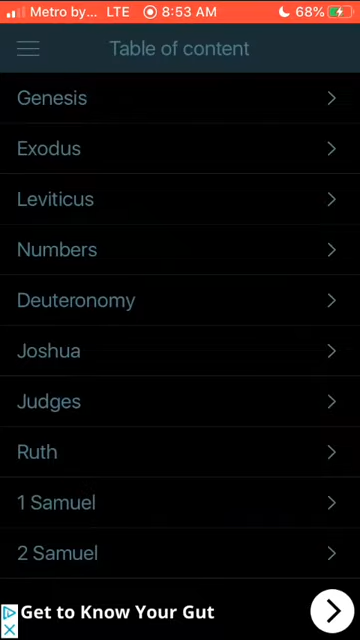 Metro by... LTE 8:53 AM 68%
Table of content
Genesis
Exodus
Leviticus
Numbers
Deuteronomy
Joshua
Judges
Ruth
1 Samuel
2 Samuel
Get to Know Your Gut